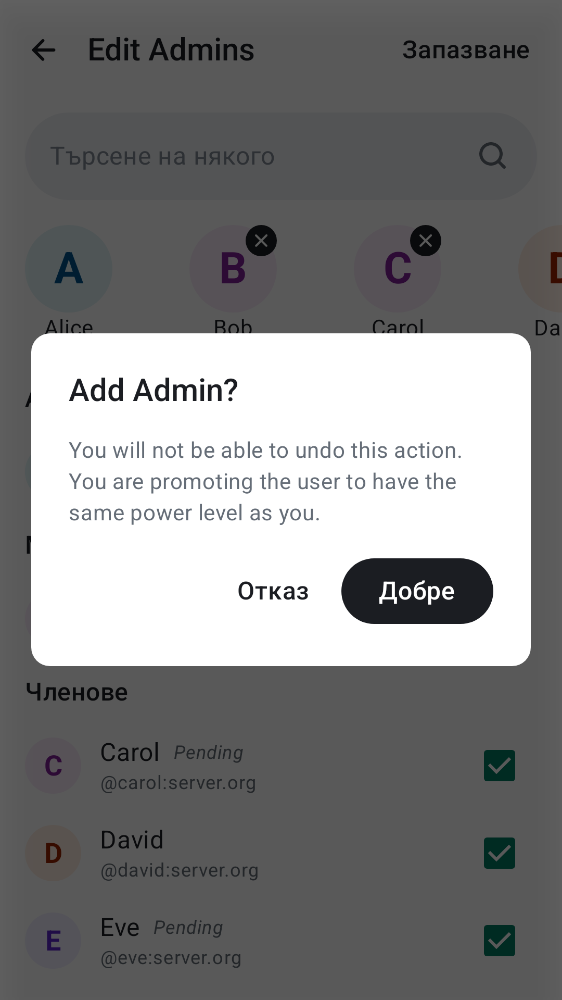 Edit Admins
Запазване
Търсене на някого
A
B
C
Alice
Bob
Carol
Da
Add Admin?
You will not be able to undo this action.
You are promoting the user to have the
same power level as you.
Отказ
Добре
Членове
C
Carol Pending
@carol:server.org
D
David
@david:server.org
E
Eve Pending
@eve:server.org